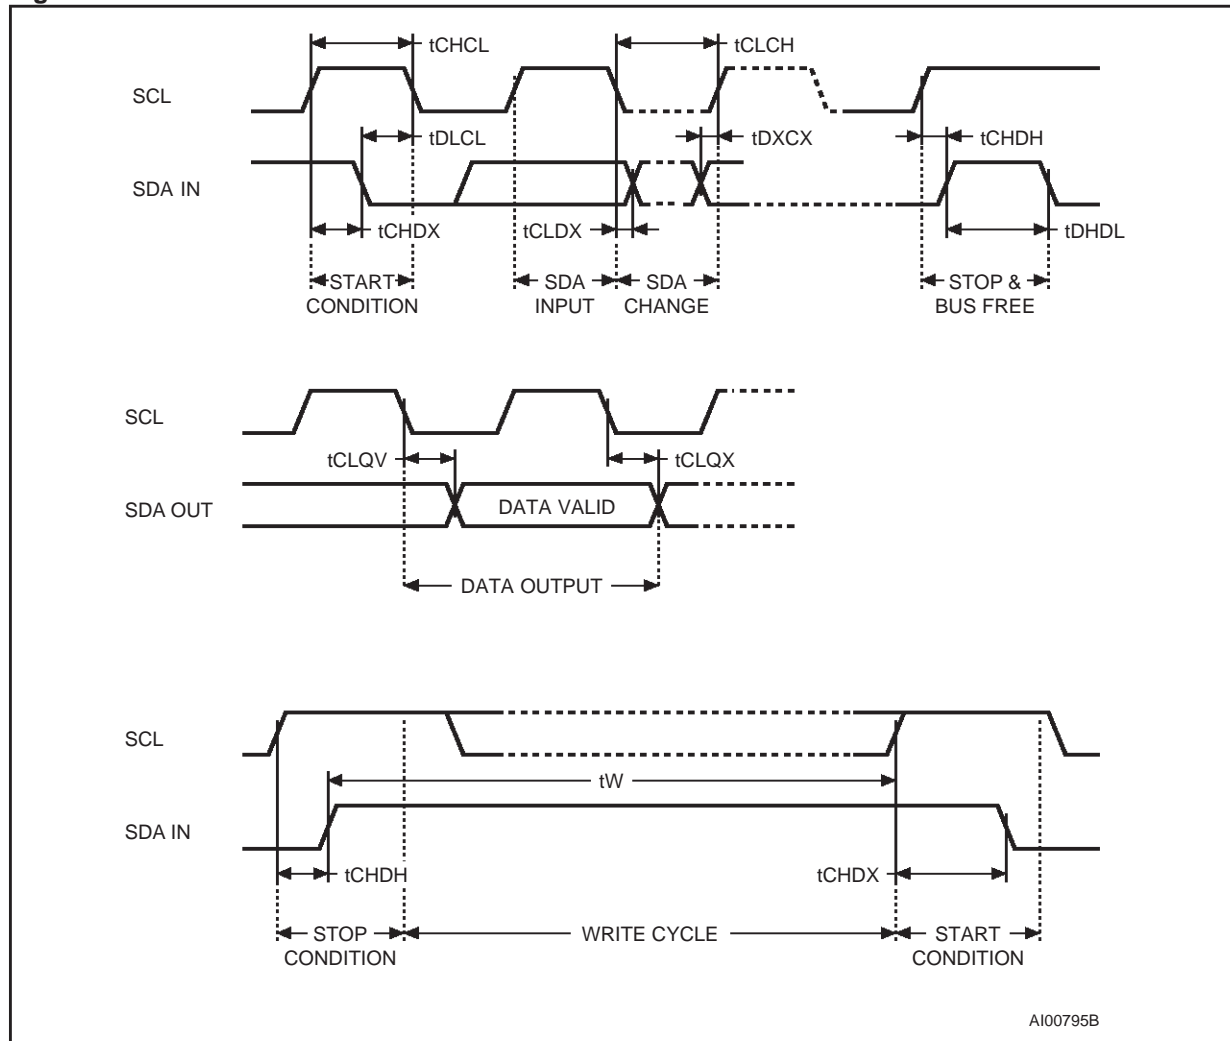 tCHCL tCLCH
SCL
tDLCL tDXCX tCHDH
SDA IN
tCHDX tCLDX tDHDL
START SDA SDA STOP &
CONDITION INPUT CHANGE BUS FREE
SCL
tCLQV tCLQX
SDA OUT DATA VALID
DATA OUTPUT
SCL
tW
SDA IN
tCHDH tCHDX
STOP WRITE CYCLE START
CONDITION CONDITION
AI00795B